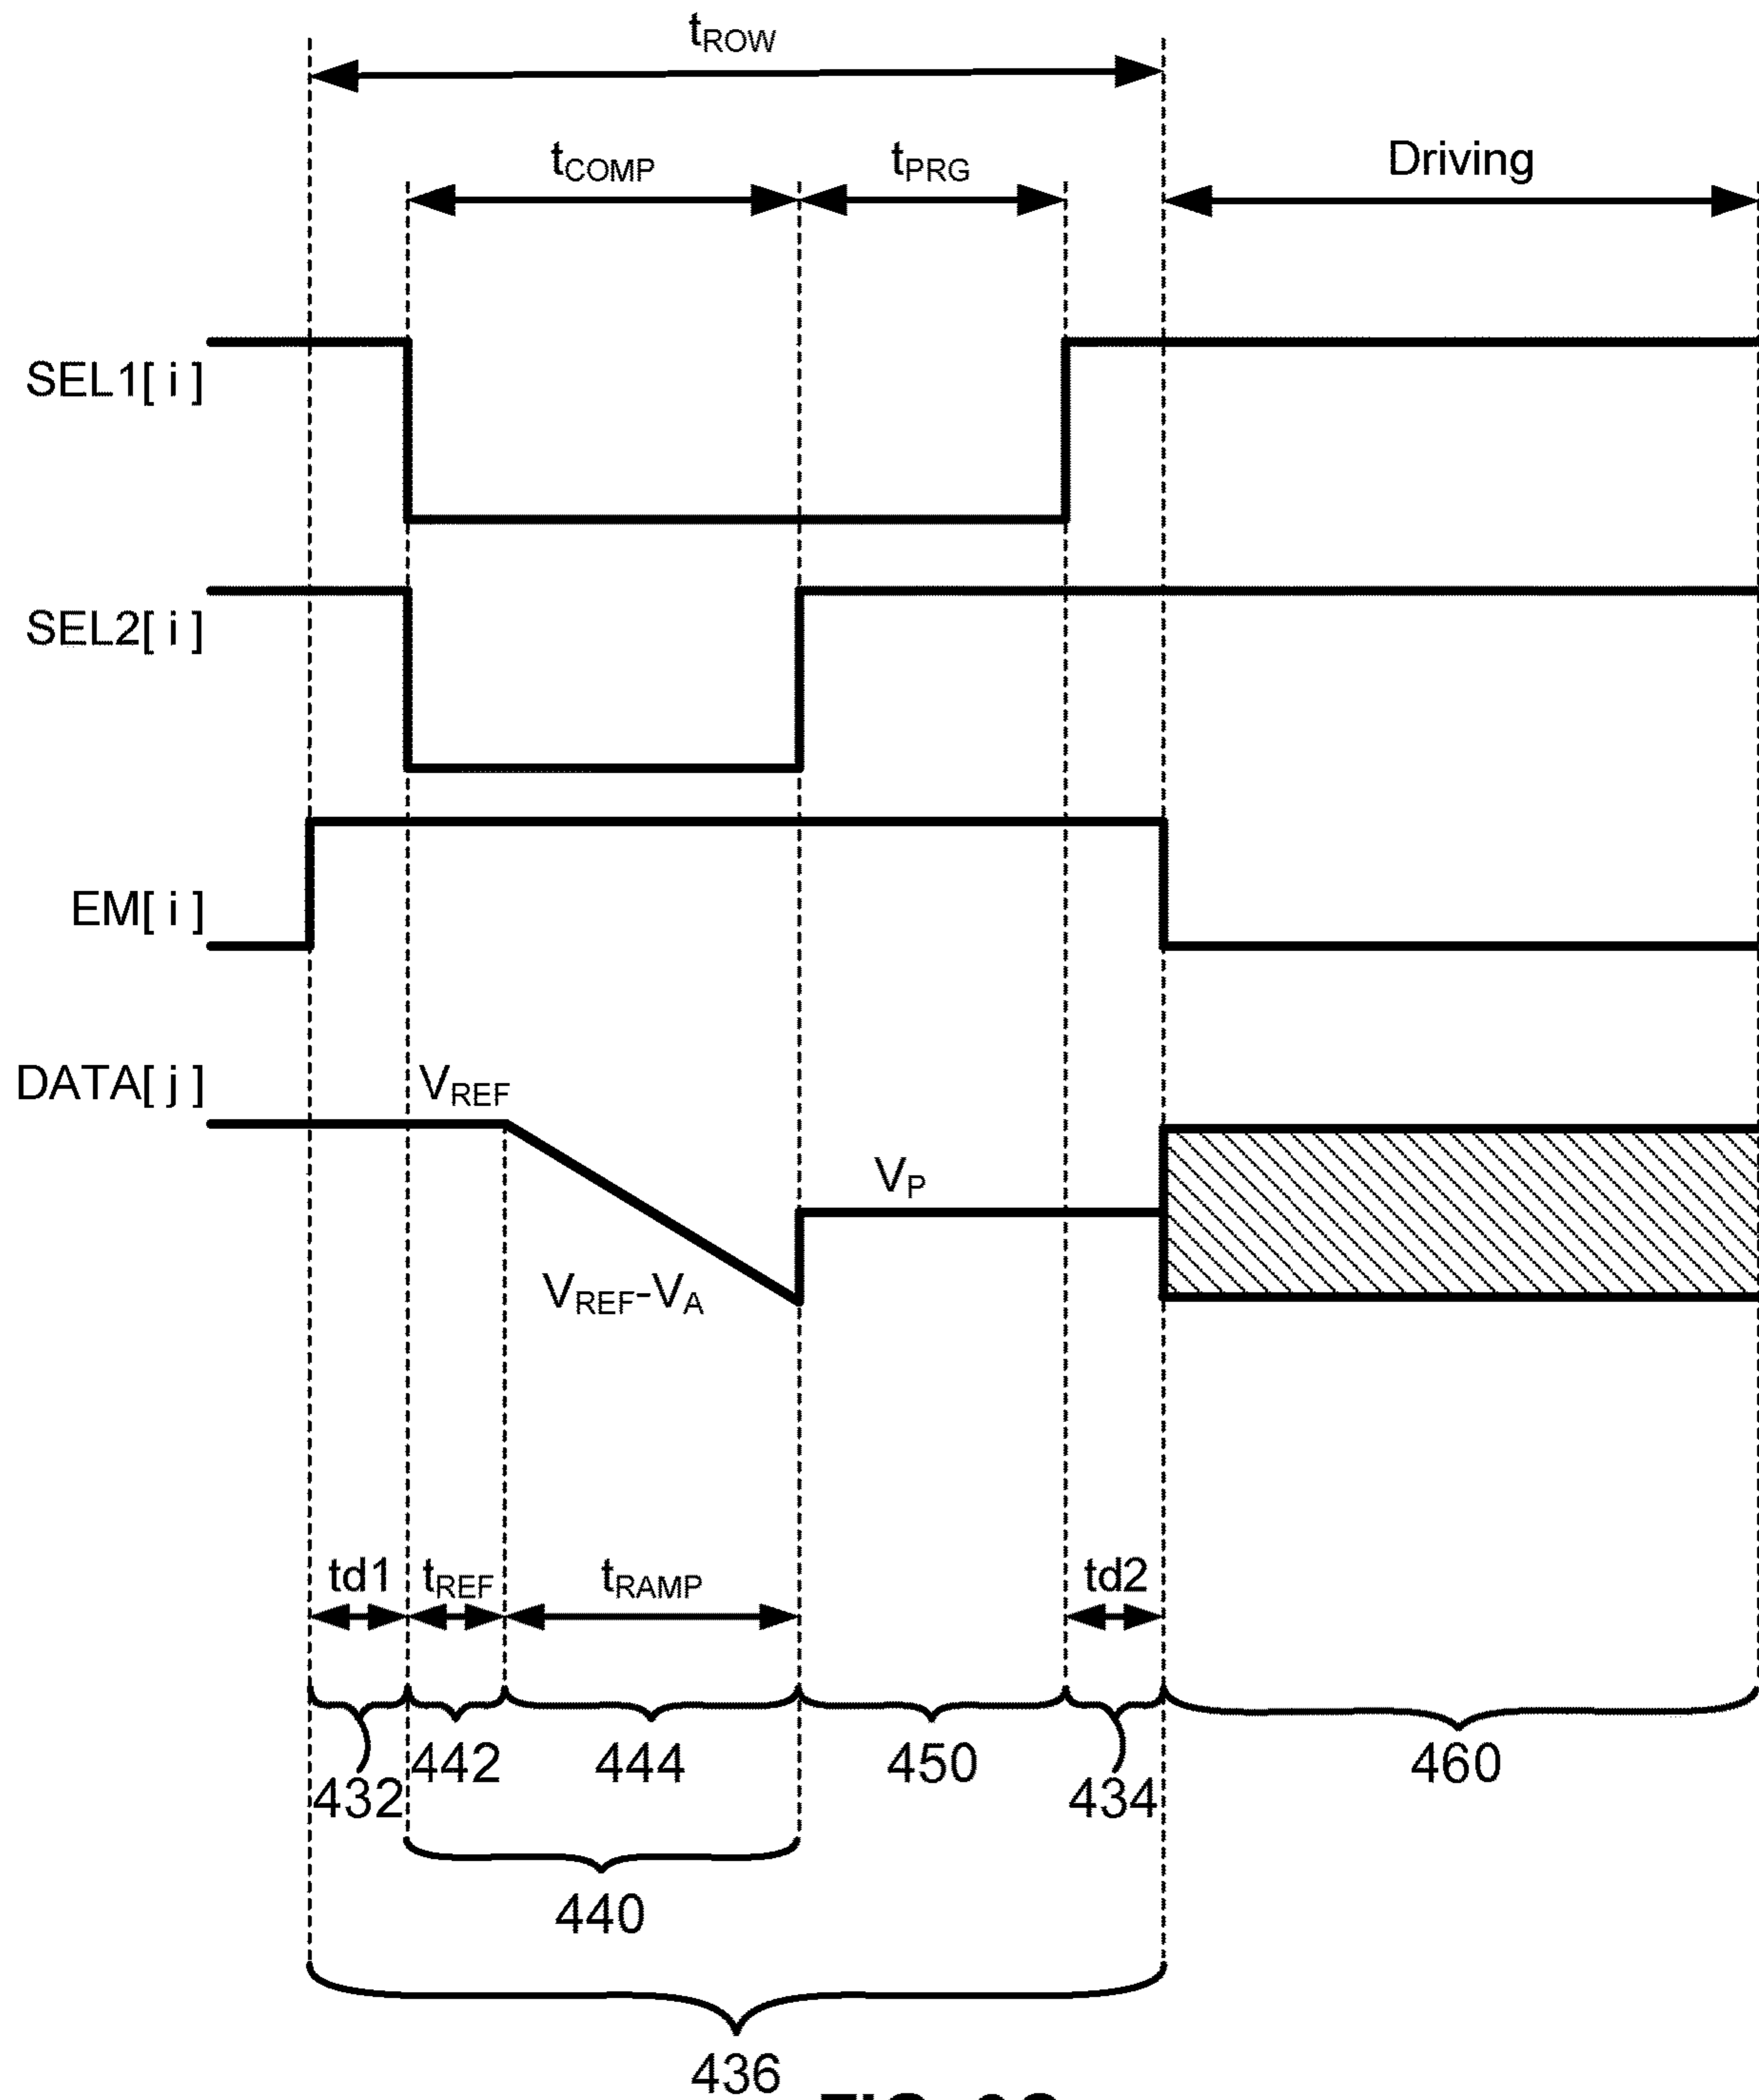 tROW
tCOMP
tPRG
Driving
SEL1[ i ]
SEL2[ i ]
EM[ i ]
DATA[ j ]
VREF
VP
VREF-VA
td1
tREF
tRAMP
td2
432
442
444
450
434
460
440
436